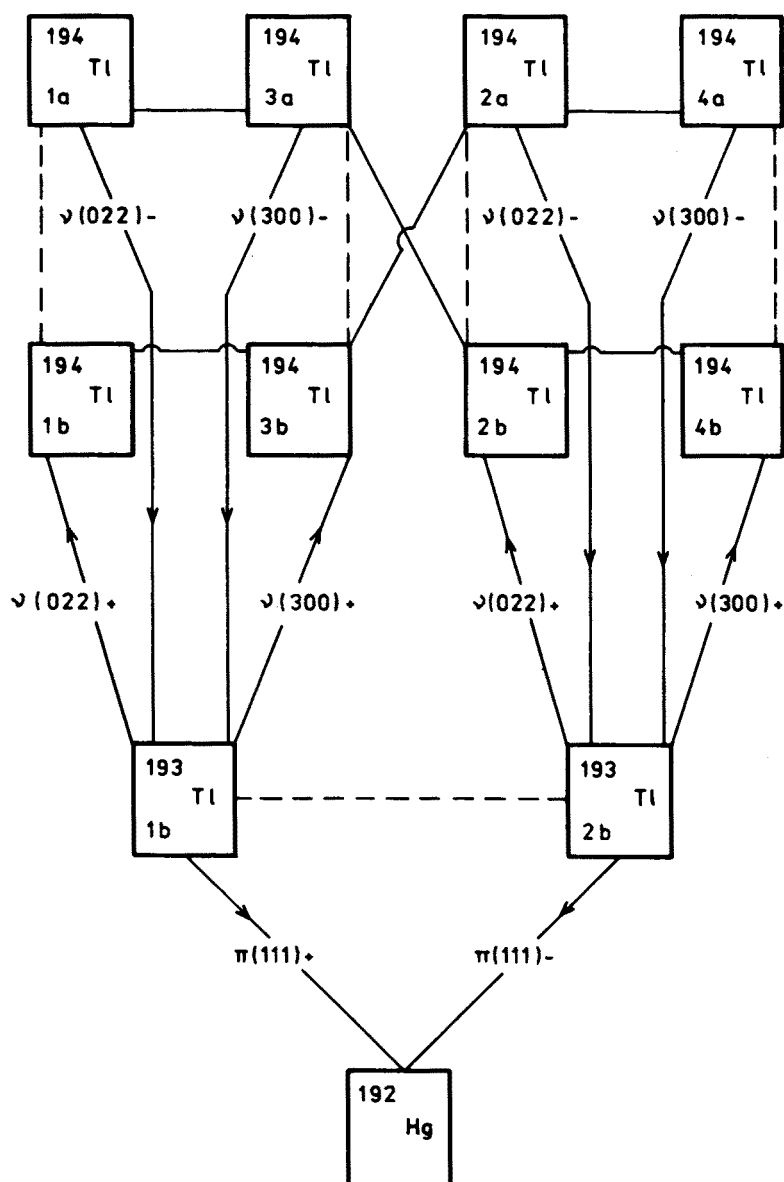 194 Tl 1a
194 Tl 3a
194 Tl 2a
194 Tl 4a
ν(022)-
ν(300)-
ν(022)-
ν(300)-
194 Tl 1b
194 Tl 3b
194 Tl 2b
194 Tl 4b
ν(022)+
ν(300)+
ν(022)+
ν(300)+
193 Tl 1b
193 Tl 2b
π(111)+
π(111)-
192 Hg